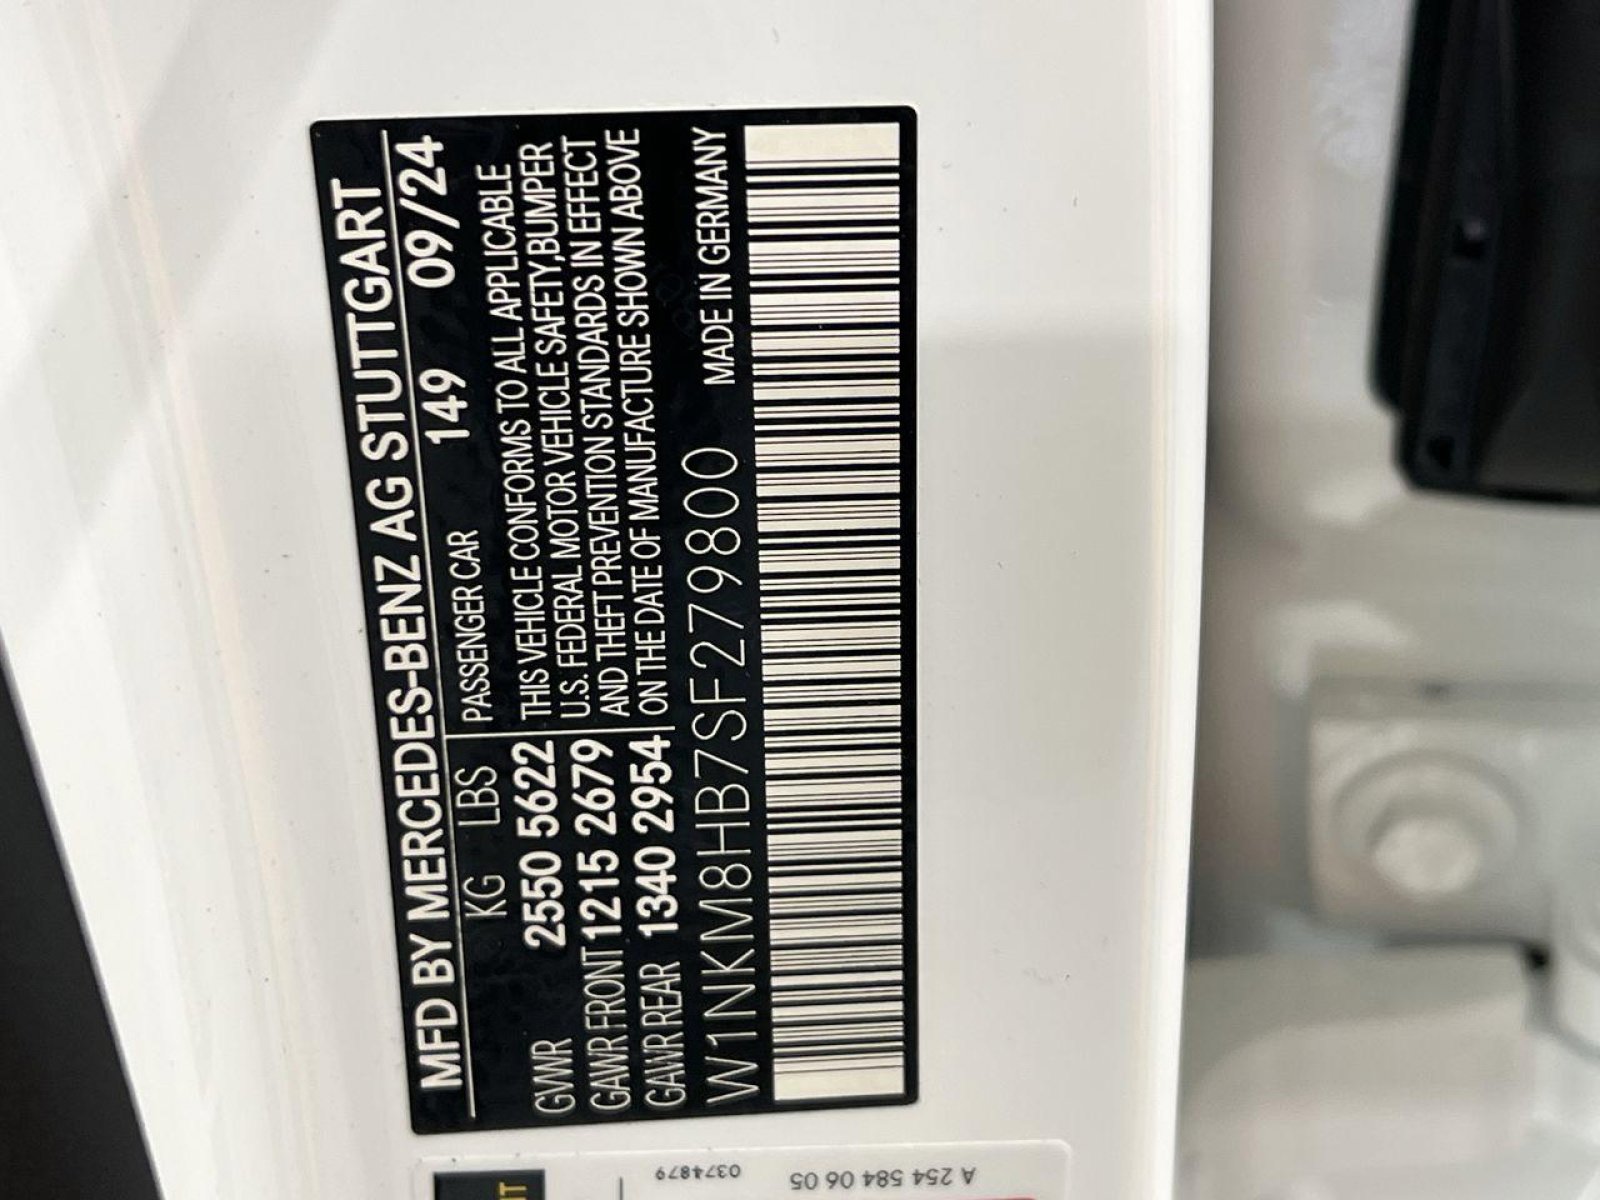 MFD BY MERCEDES-BENZ AG STUTTGART
KG LBS PASSENGER CAR 149 09/24
GVWR 2550 5622
GAWR FRONT 1215 2679
GAWR REAR 1340 2954
THIS VEHICLE CONFORMS TO ALL APPLICABLE
U.S. FEDERAL MOTOR VEHICLE SAFETY,BUMPER
AND THEFT PREVENTION STANDARDS IN EFFECT
ON THE DATE OF MANUFACTURE SHOWN ABOVE
W1NKM8HB7SF279800 MADE IN GERMANY
A 254 584 06 05
0374879